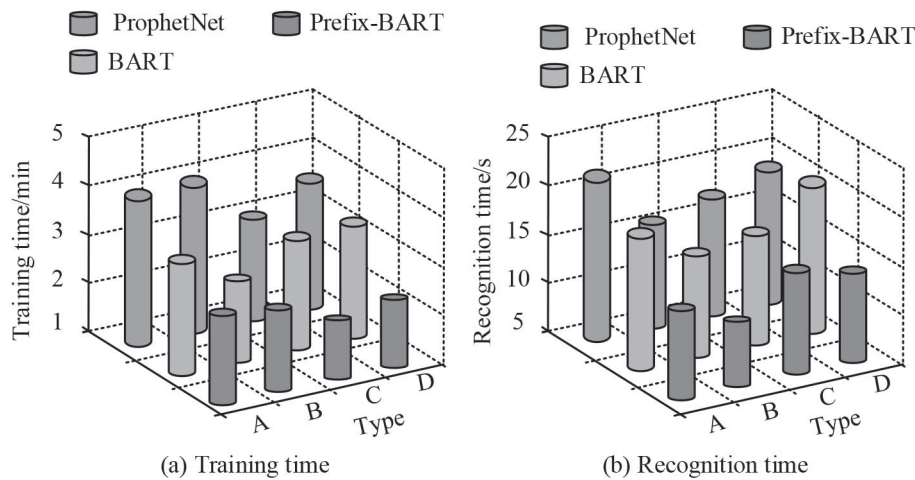 ProphetNet
Prefix-BART
BART
5
4
3
2
1
Training time/min
A
B
C
D
Type
(a) Training time
ProphetNet
Prefix-BART
BART
25
20
15
10
5
Recognition time/s
A
B
C
D
Type
(b) Recognition time